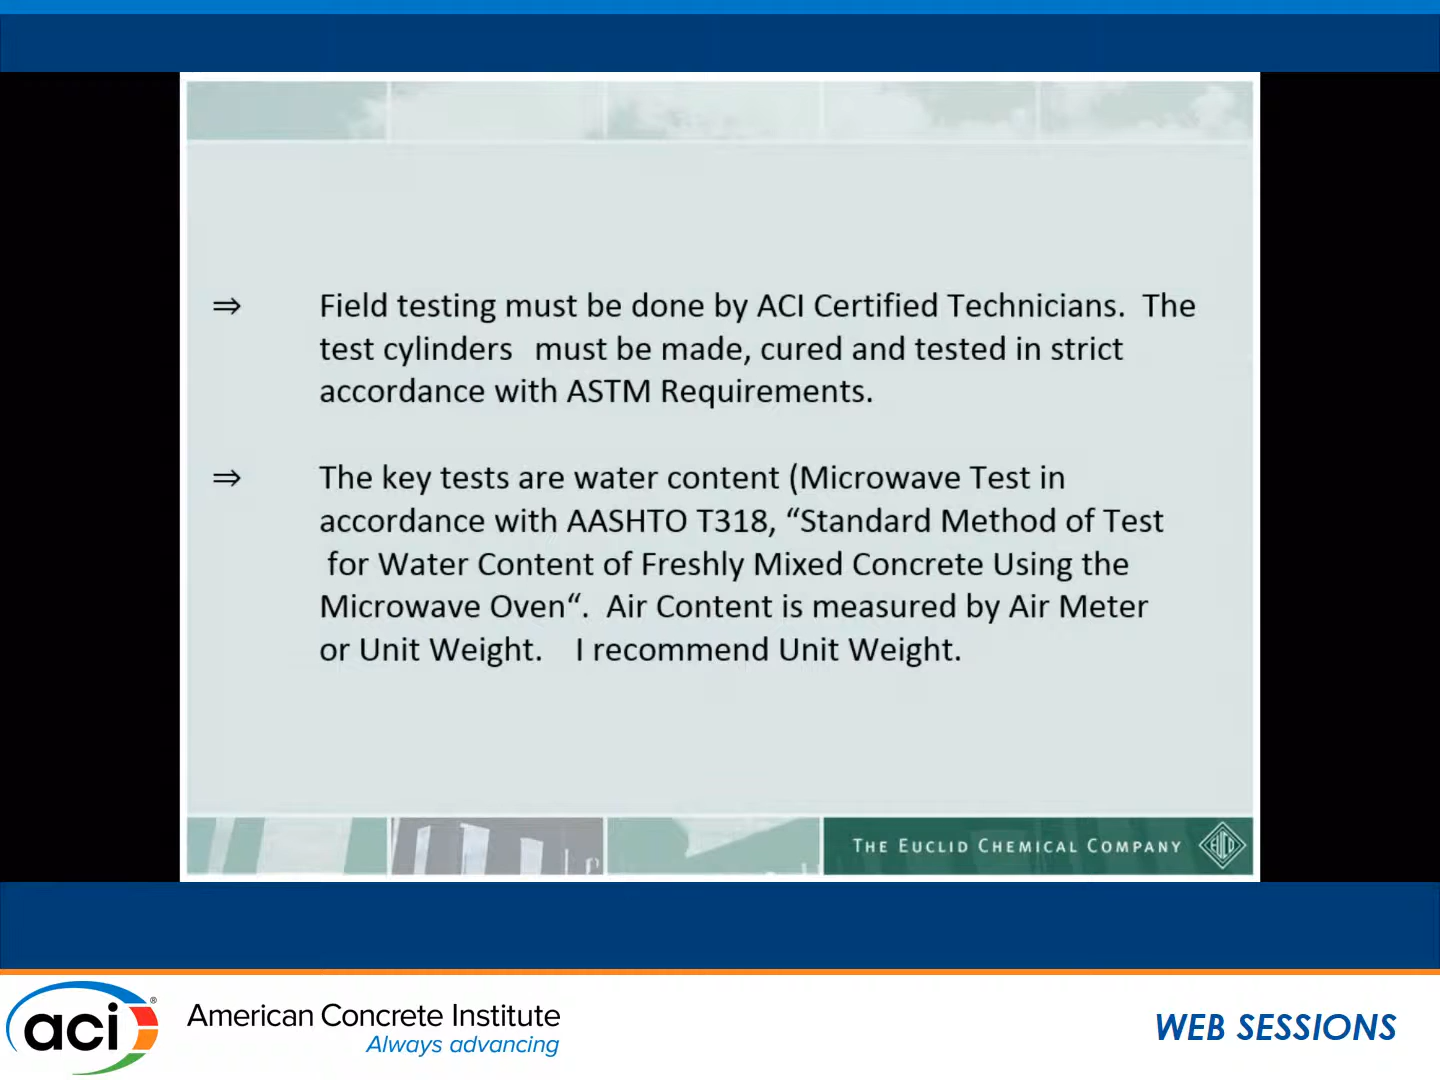 ⇒ Field testing must be done by ACI Certified Technicians.  The
test cylinders   must be made, cured and tested in strict
accordance with ASTM Requirements.
⇒ The key tests are water content (Microwave Test in
accordance with AASHTO T318, “Standard Method of Test
for Water Content of Freshly Mixed Concrete Using the
Microwave Oven“.  Air Content is measured by Air Meter
or Unit Weight.    I recommend Unit Weight.
THE EUCLID CHEMICAL COMPANY
aci®
American Concrete Institute
Always advancing
WEB SESSIONS